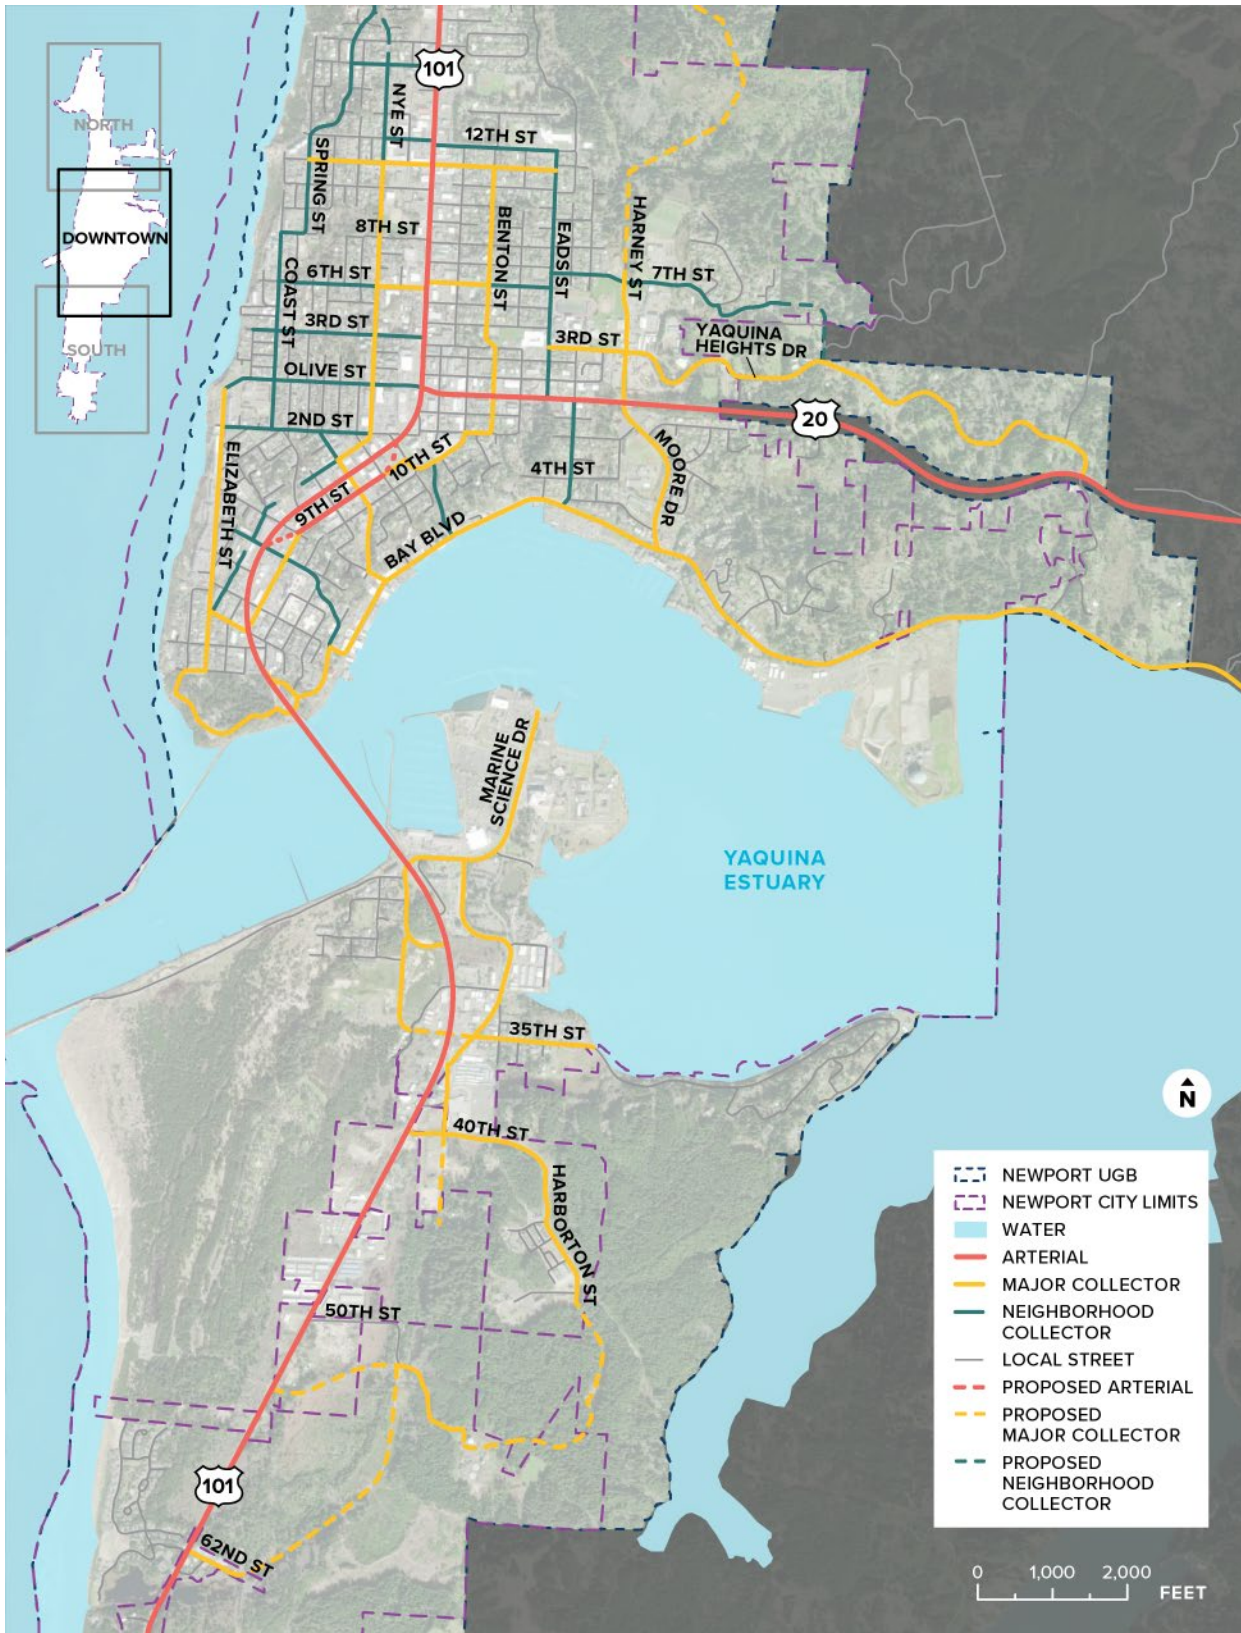 NORTH
DOWNTOWN
SOUTH
101
NYE ST
12TH ST
SPRING ST
8TH ST
BENTON ST
EADS ST
HARNEY ST
7TH ST
6TH ST
COAST ST
3RD ST
3RD ST
YAQUINA
HEIGHTS DR
OLIVE ST
20
2ND ST
ELIZABETH ST
10TH ST
4TH ST
MOORE DR
9TH ST
BAY BLVD
MARINE
SCIENCE DR
YAQUINA
ESTUARY
35TH ST
40TH ST
HARBORTON ST
50TH ST
101
62ND ST
N
NEWPORT UGB
NEWPORT CITY LIMITS
WATER
ARTERIAL
MAJOR COLLECTOR
NEIGHBORHOOD
COLLECTOR
LOCAL STREET
PROPOSED ARTERIAL
PROPOSED
MAJOR COLLECTOR
PROPOSED
NEIGHBORHOOD
COLLECTOR
0 1,000 2,000
FEET